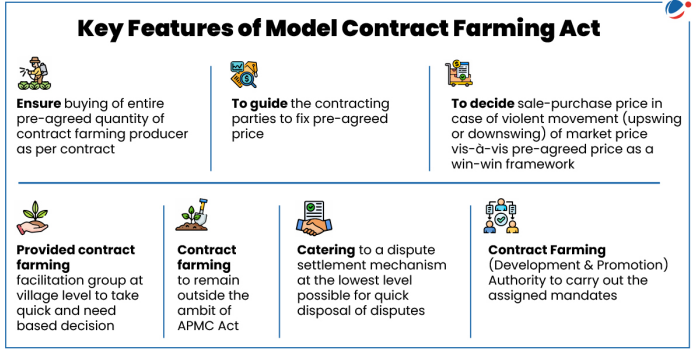 Key Features of Model Contract Farming Act
Ensure buying of entire
pre-agreed quantity of
contract farming producer
as per contract
To guide the contracting
parties to fix pre-agreed
price
To decide sale-purchase price in
case of violent movement (upswing
or downswing) of market price
vis-à-vis pre-agreed price as a
win-win framework
Provided contract
farming
facilitation group at
village level to take
quick and need
based decision
Contract
farming
to remain
outside the
ambit of
APMC Act
Catering to a dispute
settlement mechanism
at the lowest level
possible for quick
disposal of disputes
Contract Farming
(Development & Promotion)
Authority to carry out the
assigned mandates